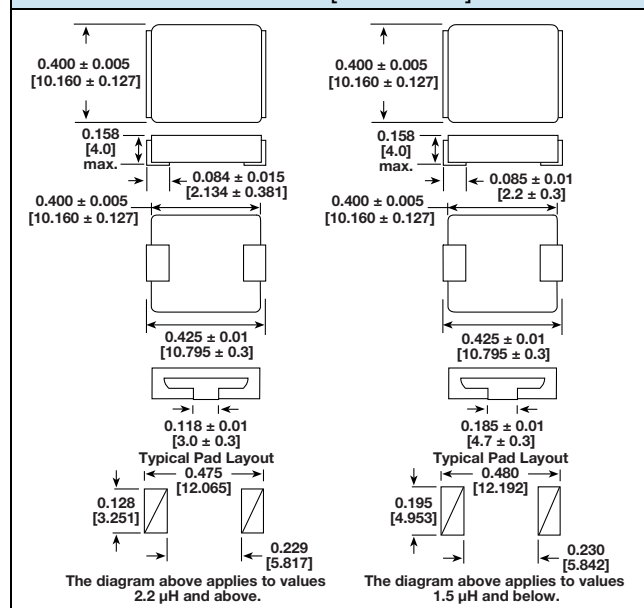 0.400 ± 0.005
[10.160 ± 0.127]
0.158
[4.0]
max.
0.084 ± 0.015
[2.134 ± 0.381]
0.400 ± 0.005
[10.160 ± 0.127]
0.425 ± 0.01
[10.795 ± 0.3]
0.118 ± 0.01
[3.0 ± 0.3]
Typical Pad Layout
0.475
[12.065]
0.128
[3.251]
0.229
[5.817]
The diagram above applies to values
2.2 µH and above.
0.400 ± 0.005
[10.160 ± 0.127]
0.158
[4.0]
max.
0.085 ± 0.01
[2.2 ± 0.3]
0.400 ± 0.005
[10.160 ± 0.127]
0.425 ± 0.01
[10.795 ± 0.3]
0.185 ± 0.01
[4.7 ± 0.3]
Typical Pad Layout
0.480
[12.192]
0.195
[4.953]
0.230
[5.842]
The diagram above applies to values
1.5 µH and below.